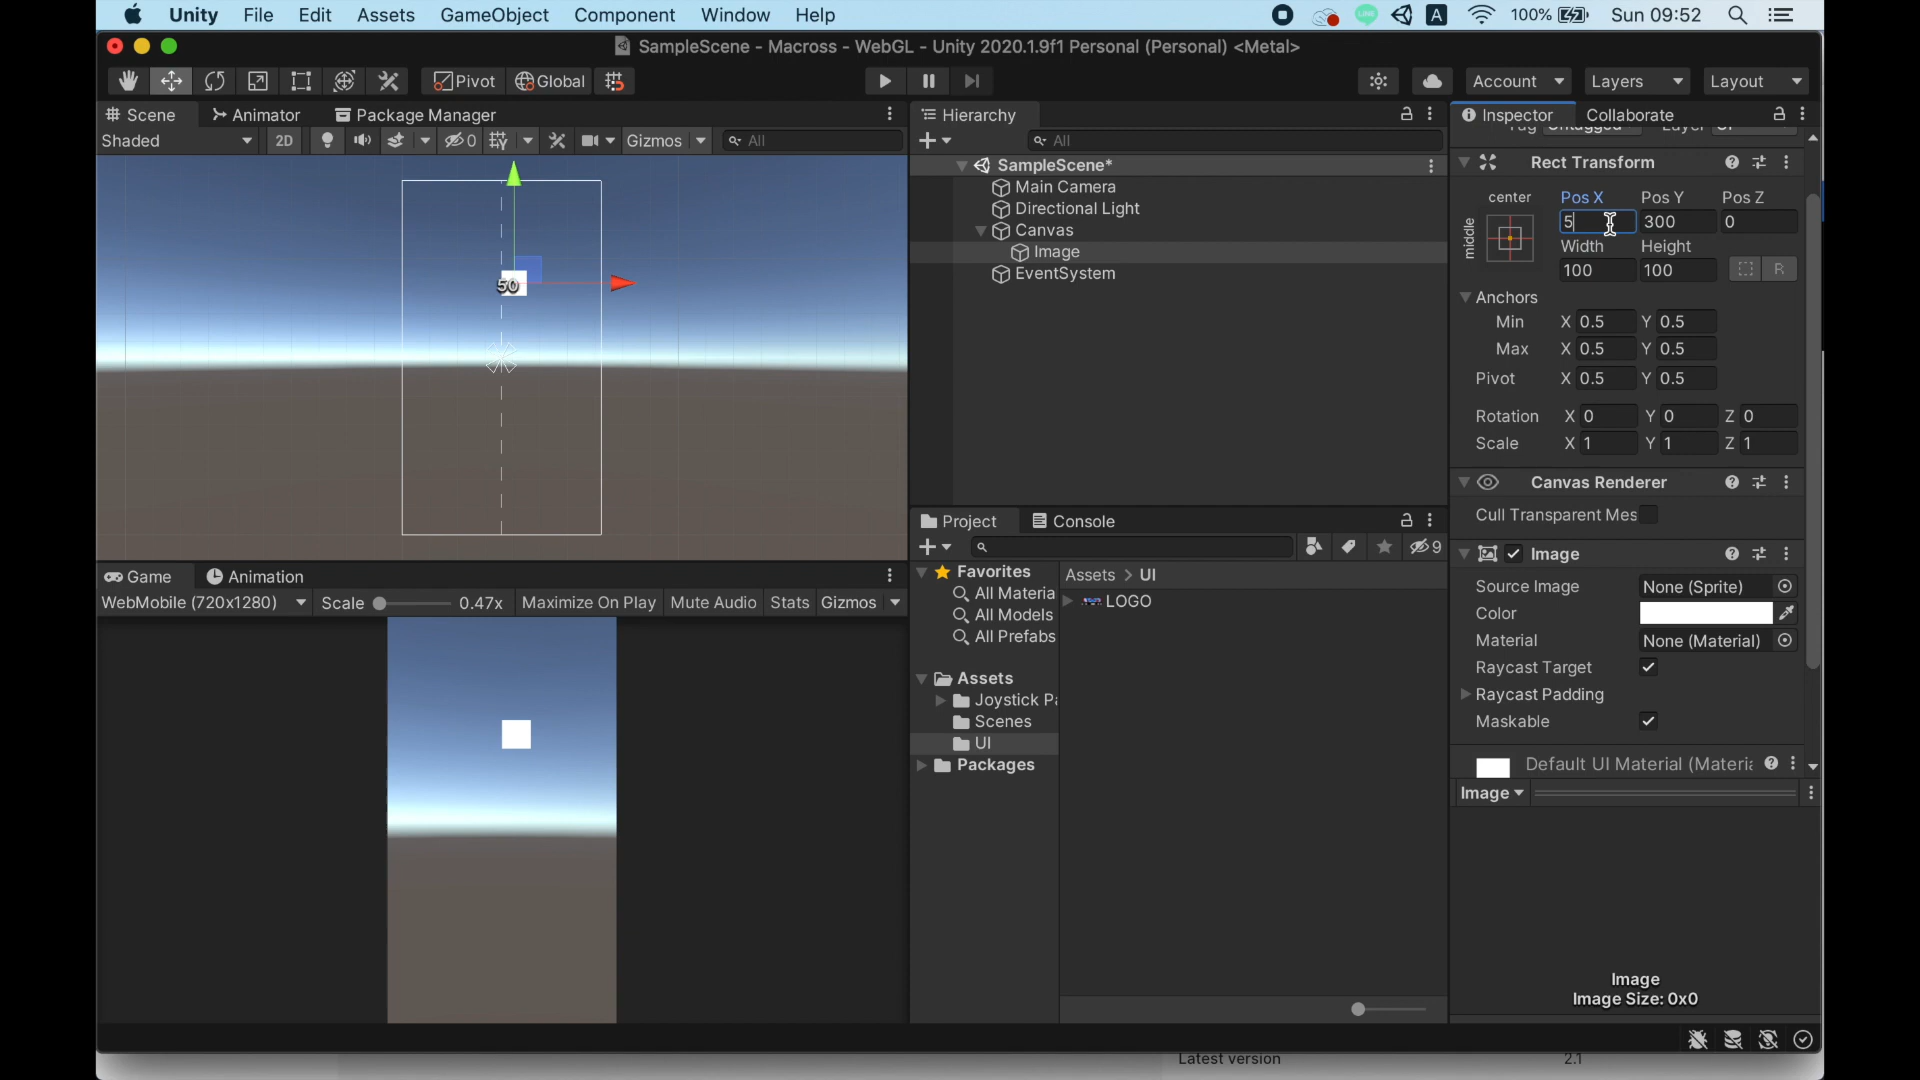 Unity File Edit Assets GameObject Component Window Help A 100% Sun 09:52
SampleScene - Macross - WebGL - Unity 2020.1.9f1 Personal (Personal) <Metal>
Pivot Global Account Layers Layout
Scene Animator Package Manager
Shaded 2D 0 Gizmos All
50
Game Animation
WebMobile (720x1280) Scale 0.47x Maximize On Play Mute Audio Stats Gizmos
Hierarchy
All
SampleScene*
Main Camera
Directional Light
Canvas
Image
EventSystem
Project Console
9
Favorites
All Materia
All Models
All Prefabs
Assets
Joystick Pa
Scenes
UI
Packages
Assets > UI
LOGO
Inspector Collaborate
Tag Untagged Layer UI
Rect Transform
center Pos X Pos Y Pos Z
middle 5 300 0
Width Height
100 100 R
Anchors
Min X 0.5 Y 0.5
Max X 0.5 Y 0.5
Pivot X 0.5 Y 0.5
Rotation X 0 Y 0 Z 0
Scale X 1 Y 1 Z 1
Canvas Renderer
Cull Transparent Mes
Image
Source Image None (Sprite)
Color
Material None (Material)
Raycast Target
Raycast Padding
Maskable
Default UI Material (Materia
Image
Image
Image Size: 0x0
Latest version 2.1